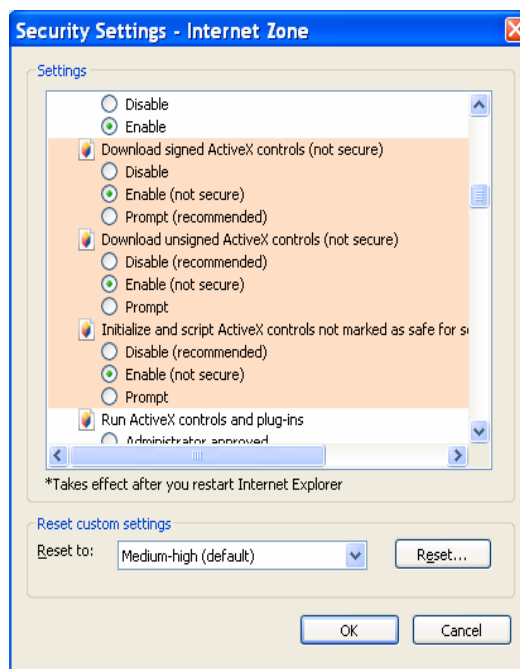 Security Settings - Internet Zone
Settings
Disable
Enable
Download signed ActiveX controls (not secure)
Disable
Enable (not secure)
Prompt (recommended)
Download unsigned ActiveX controls (not secure)
Disable (recommended)
Enable (not secure)
Prompt
Initialize and script ActiveX controls not marked as safe for
Disable (recommended)
Enable (not secure)
Prompt
Run ActiveX controls and plug-ins
Administrator approved
*Takes effect after you restart Internet Explorer
Reset custom settings
Reset to:
Medium-high (default)
Reset...
OK
Cancel